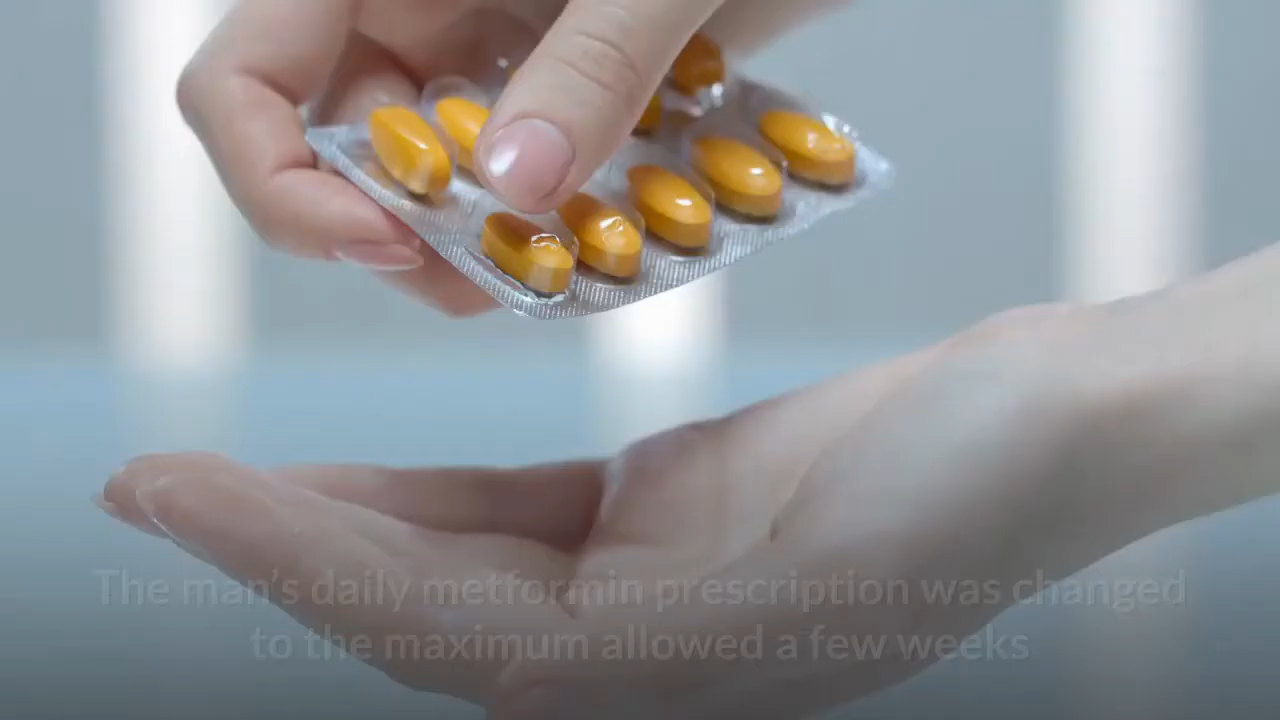 The man's daily metformin prescription was changed
to the maximum allowed a few weeks